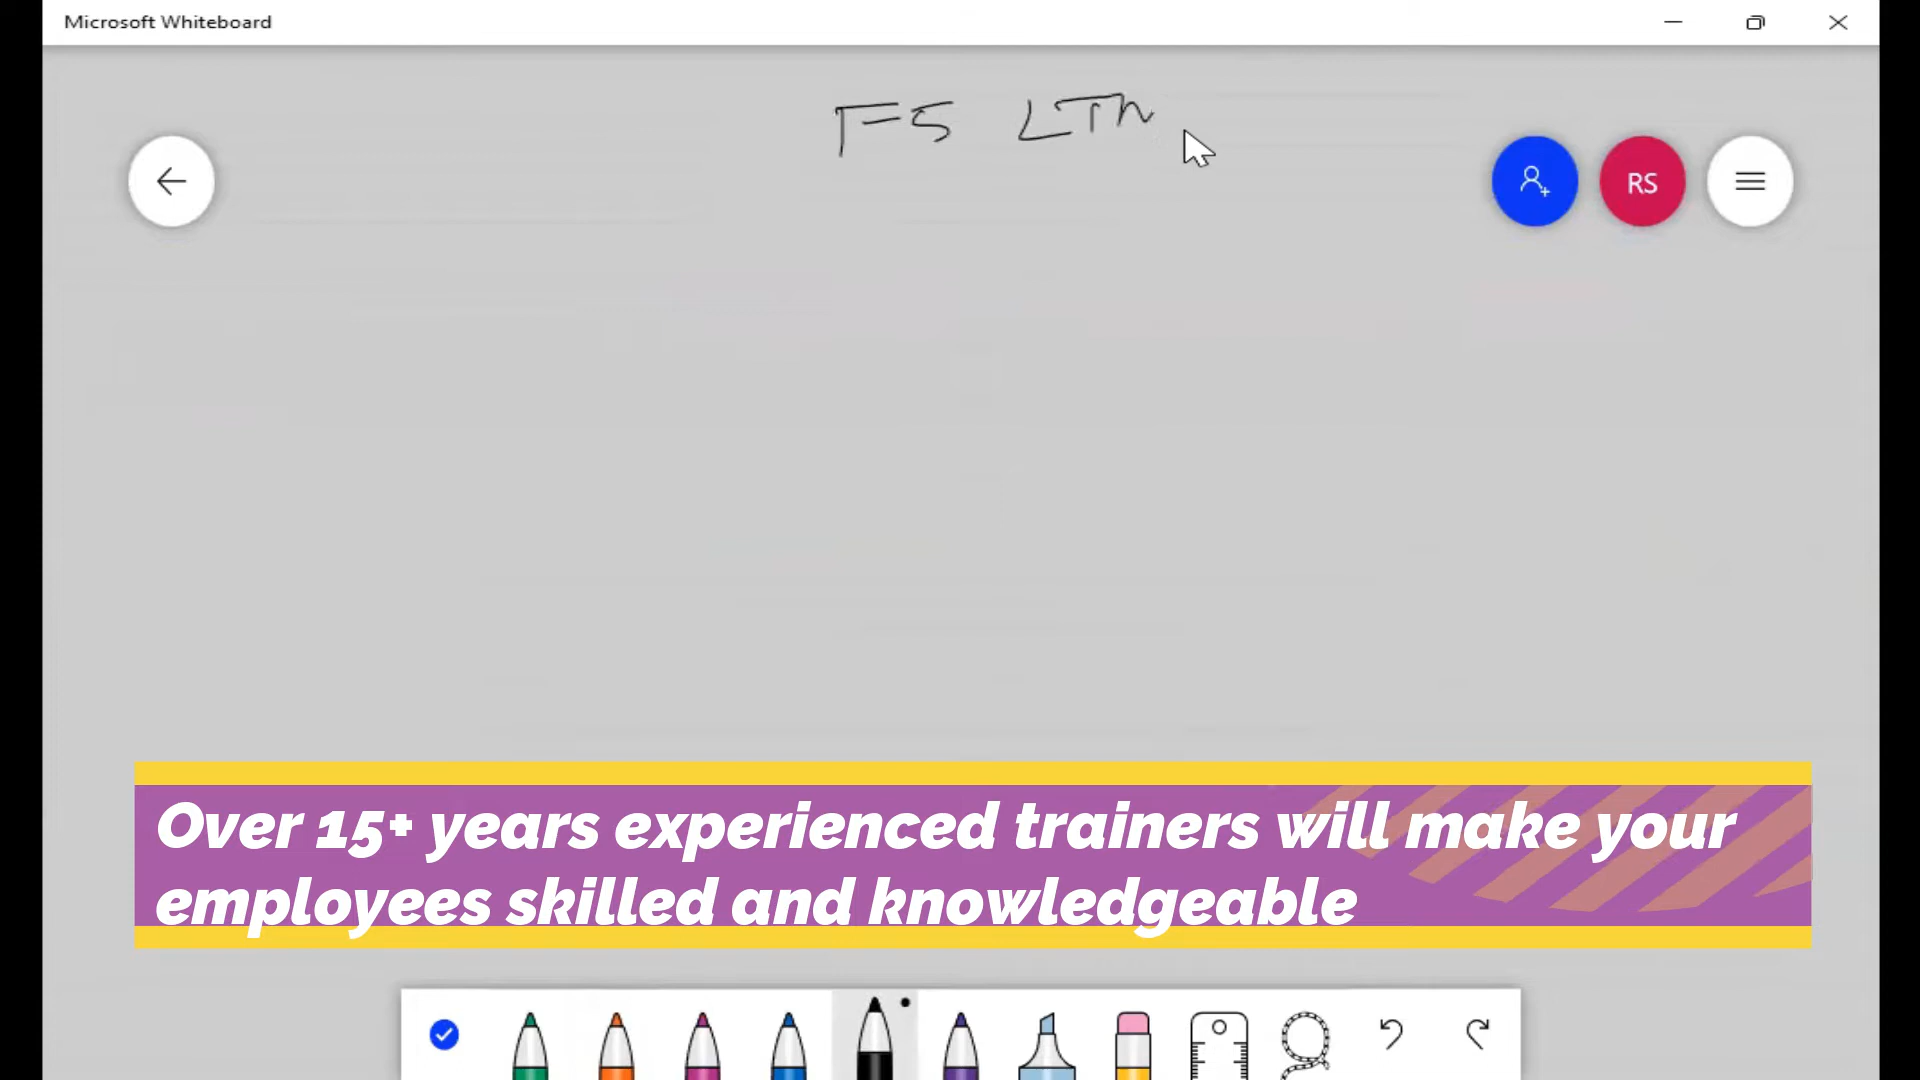 Microsoft Whiteboard
F5 LTM
RS
Over 15+ years experienced trainers will make your
employees skilled and knowledgeable